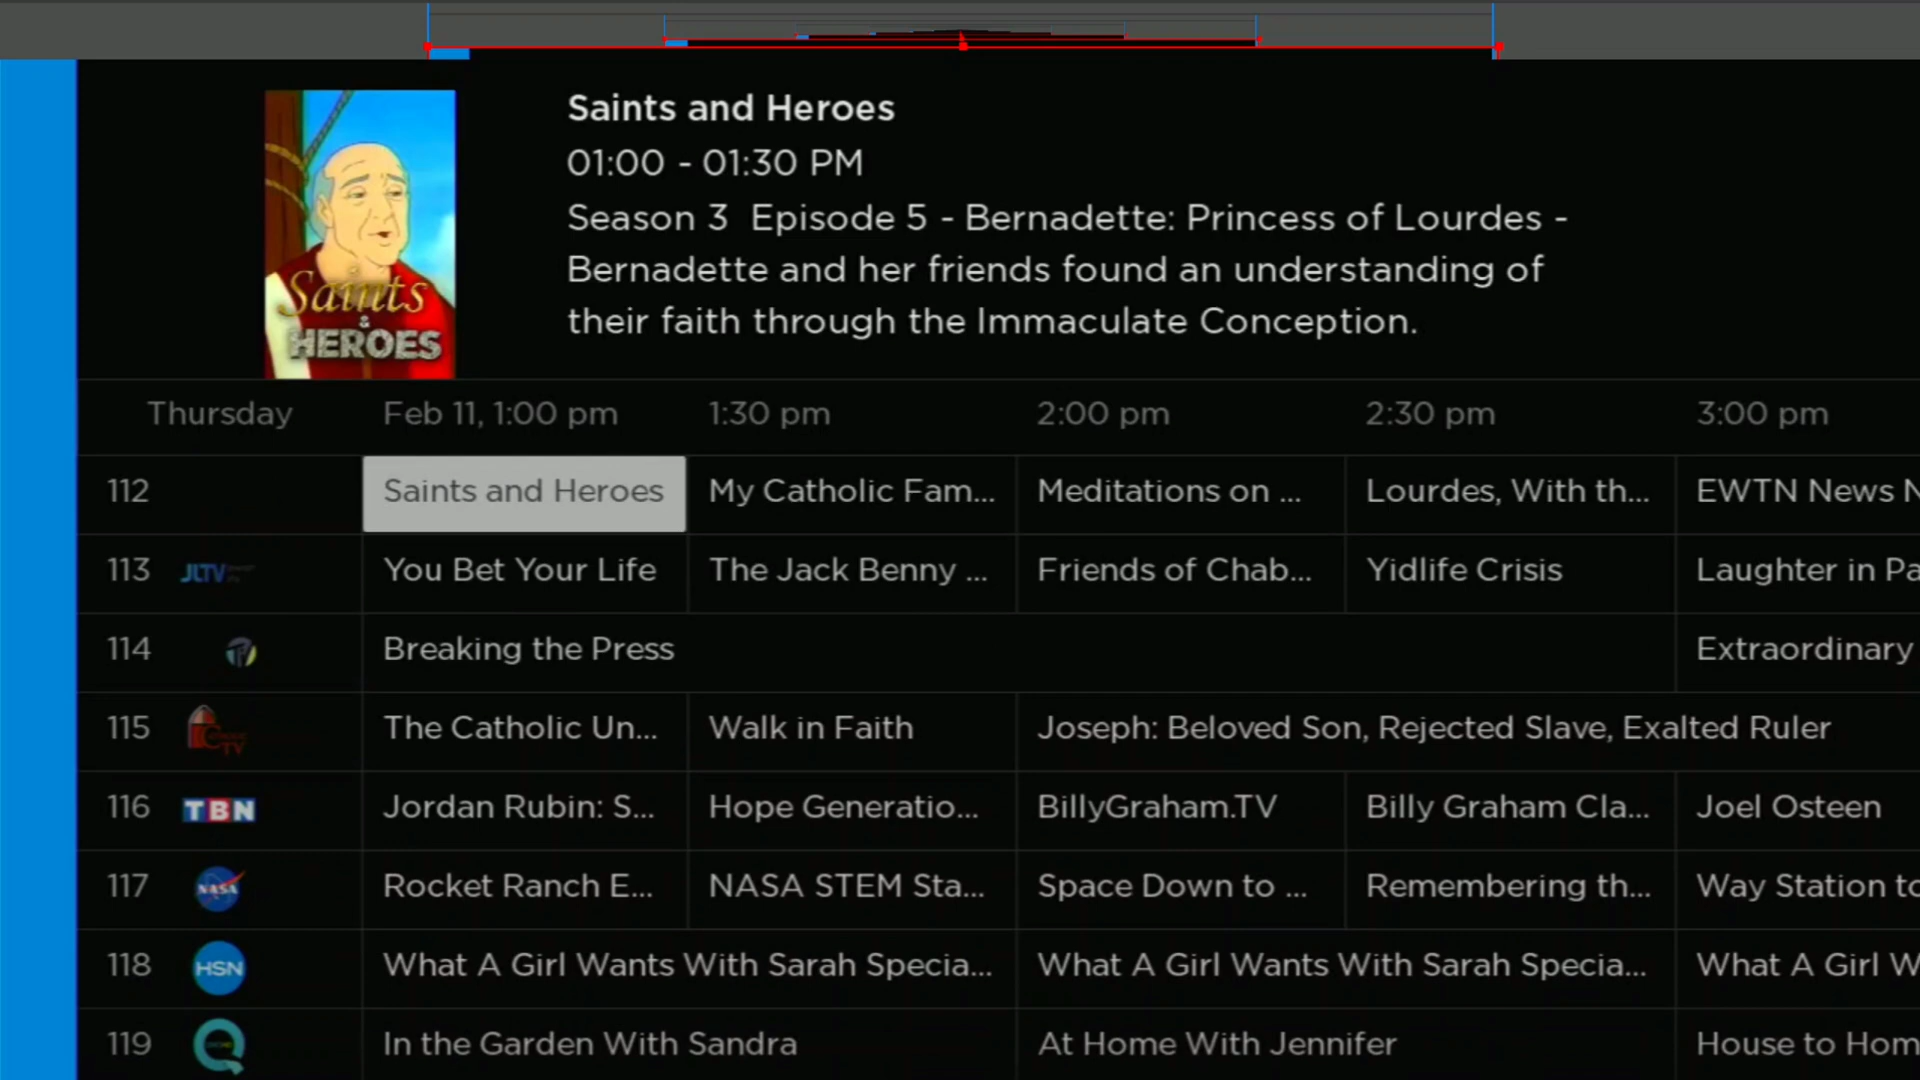 Saints and Heroes
01:00 - 01:30 PM
Season 3 Episode 5 - Bernadette: Princess of Lourdes -
Bernadette and her friends found an understanding of
their faith through the Immaculate Conception.
Saints
&
HEROES
Thursday Feb 11, 1:00 pm 1:30 pm 2:00 pm 2:30 pm 3:00 pm
112 Saints and Heroes My Catholic Fam... Meditations on ... Lourdes, With th... EWTN News N
113 JLTV You Bet Your Life The Jack Benny ... Friends of Chab... Yidlife Crisis Laughter in Pa
114 Breaking the Press Extraordinary
115 CATHOLIC TV The Catholic Un... Walk in Faith Joseph: Beloved Son, Rejected Slave, Exalted Ruler
116 TBN Jordan Rubin: S... Hope Generatio... BillyGraham.TV Billy Graham Cla... Joel Osteen
117 NASA Rocket Ranch E... NASA STEM Sta... Space Down to ... Remembering th... Way Station to
118 HSN What A Girl Wants With Sarah Specia... What A Girl Wants With Sarah Specia... What A Girl W
119 In the Garden With Sandra At Home With Jennifer House to Hom